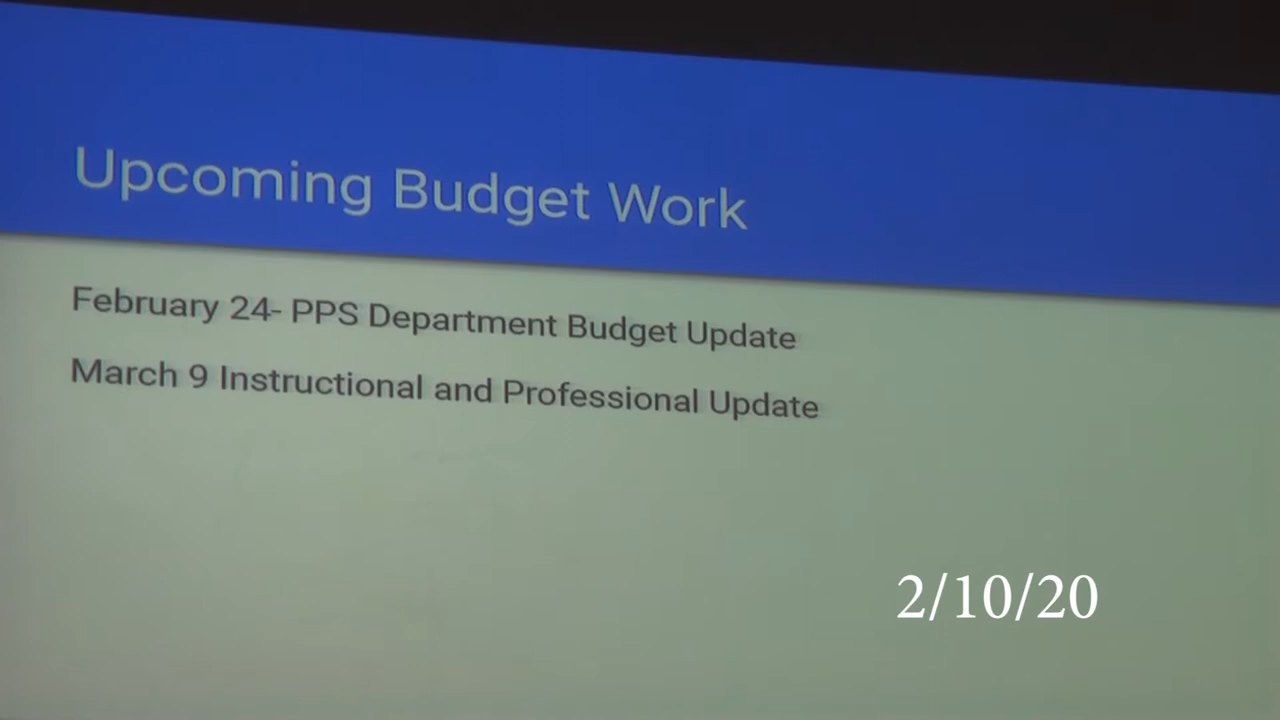 Upcoming Budget Work
February 24- PPS Department Budget Update
March 9 Instructional and Professional Update
2/10/20